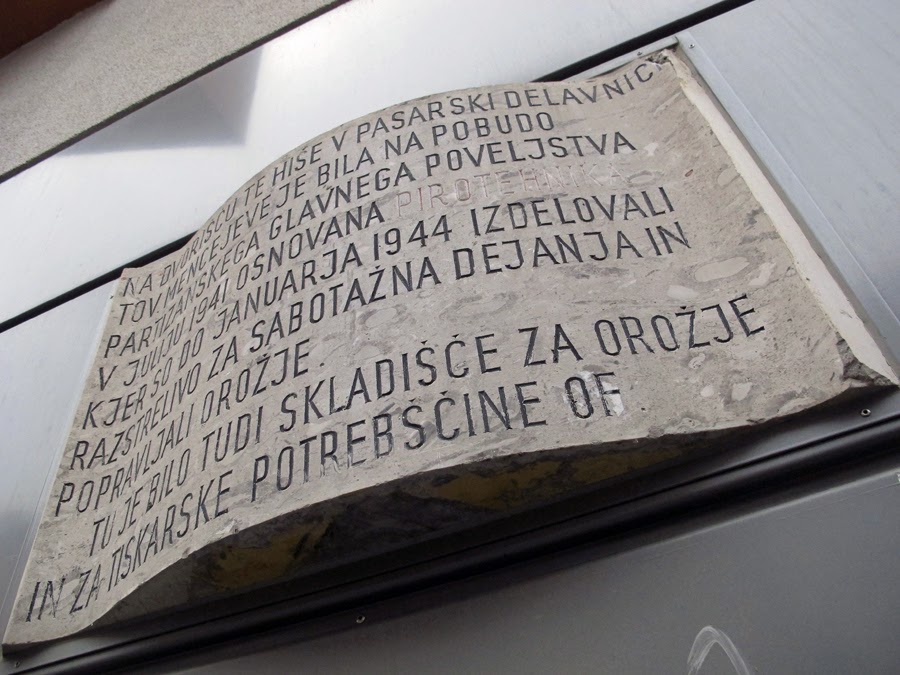 NA DVORIŠČU TE HIŠE V PASARSKI DELAVNICI
TOV. MENCEJEVE JE BILA NA POBUDO
PARTIZANSKEGA GLAVNEGA POVELJSTVA
V JULIJU 1941 OSNOVANA PIROTEHNIKA
KJER SO DO JANUARJA 1944 IZDELOVALI
RAZSTRELIVO ZA SABOTAŽNA DEJANJA IN
POPRAVLJALI OROŽJE.
TU JE BILO TUDI SKLADIŠČE ZA OROŽJE
IN ZA TISKARSKE POTREBŠČINE OF